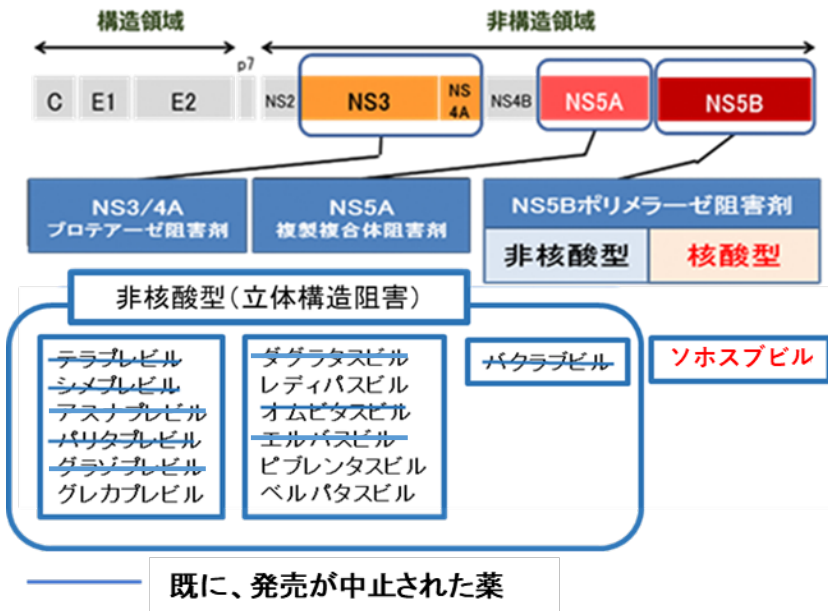 構造領域
非構造領域
p7
C
E1
E2
NS2
NS3
NS
4A
NS4B
NS5A
NS5B
NS3/4A
プロテアーゼ阻害剤
NS5A
複製複合体阻害剤
NS5Bポリメラーゼ阻害剤
非核酸型
核酸型
非核酸型(立体構造阻害)
テラプレビル
シメプレビル
アスナプレビル
パリタプレビル
グラゾプレビル
グレカプレビル
ダグラタスビル
レディパスビル
オムビタスビル
エルバスビル
ピブレンタスビル
ベルパタスビル
バクラブビル
ソホスブビル
既に、発売が中止された薬